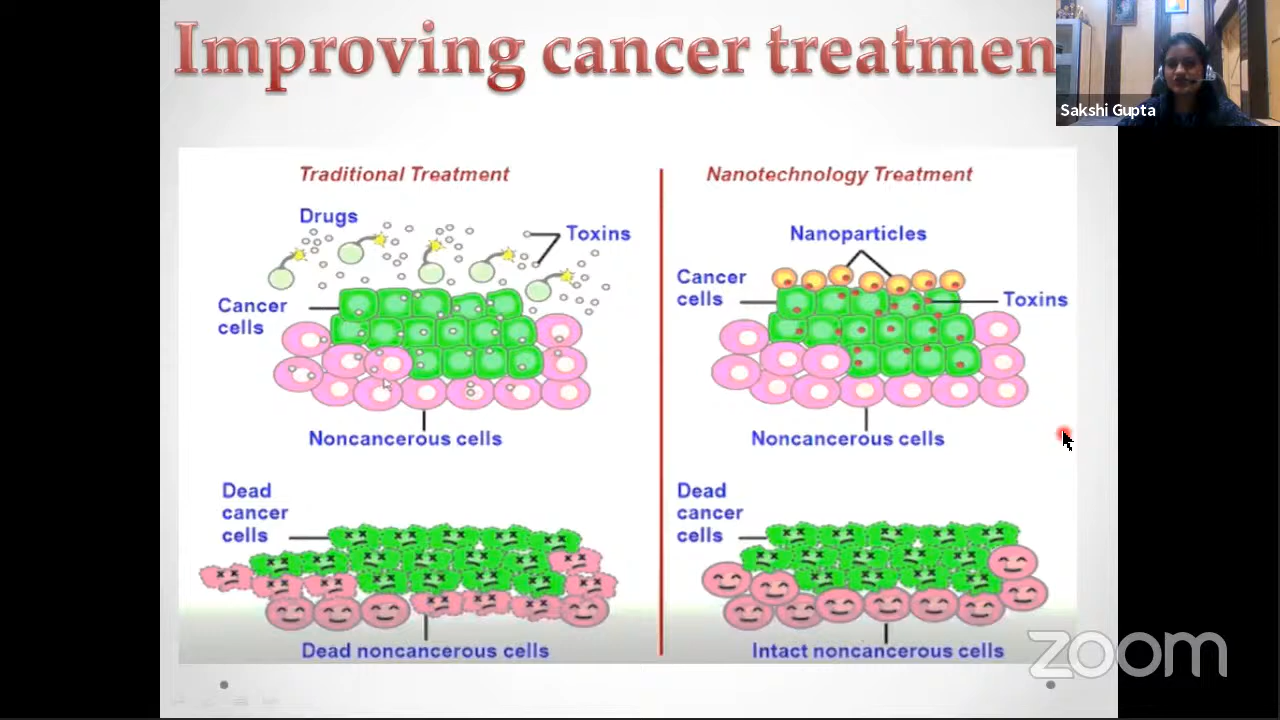 Improving cancer treatmen
Sakshi Gupta
Traditional Treatment
Drugs
Toxins
Cancer
cells
Noncancerous cells
Dead
cancer
cells
Dead noncancerous cells
Nanotechnology Treatment
Nanoparticles
Cancer
cells
Toxins
Noncancerous cells
Dead
cancer
cells
Intact noncancerous cells
zoom